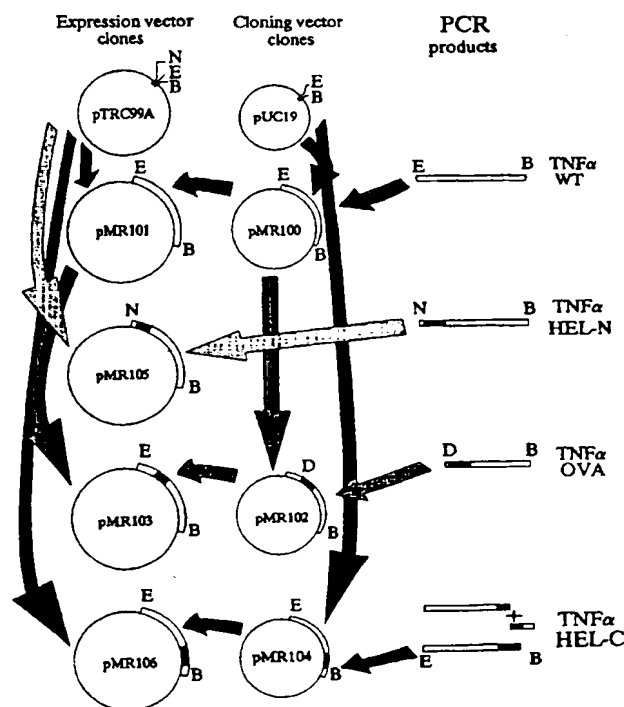 Expression vector
clones
Cloning vector
clones
PCR
products
N
E
B
pTRC99A
E
B
pUC19
E
B
pMR101
E
B
pMR100
E
B
TNFα
WT
N
B
pMR105
N
B
TNFα
HEL-N
E
B
pMR103
D
B
pMR102
D
B
TNFα
OVA
E
B
pMR106
E
B
pMR104
+
E
B
TNFα
HEL-C